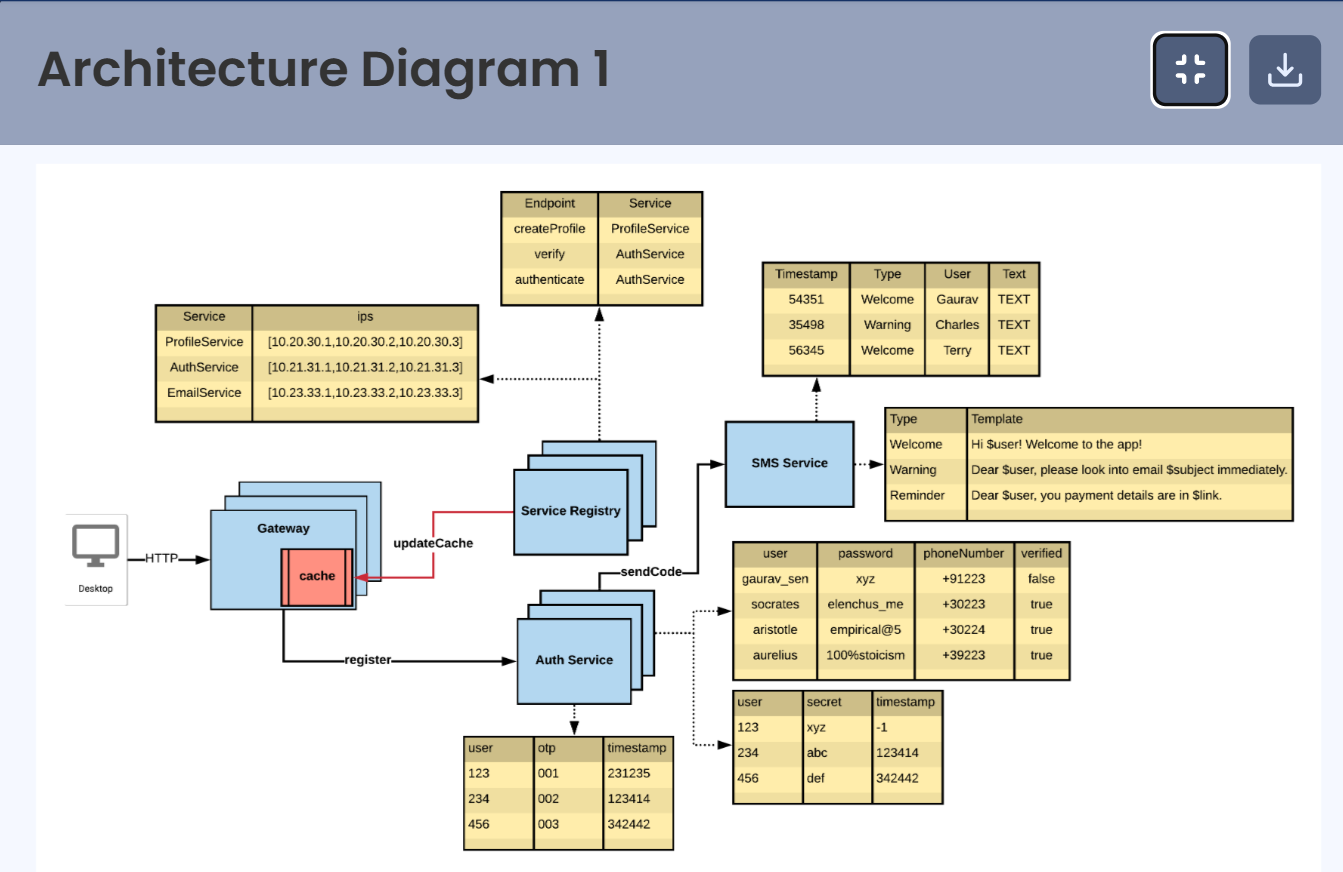 Architecture Diagram 1
Endpoint Service
createProfile ProfileService
verify AuthService
authenticate AuthService
Timestamp Type User Text
54351 Welcome Gaurav TEXT
35498 Warning Charles TEXT
56345 Welcome Terry TEXT
Service ips
ProfileService [10.20.30.1,10.20.30.2,10.20.30.3]
AuthService [10.21.31.1,10.21.31.2,10.21.31.3]
EmailService [10.23.33.1,10.23.33.2,10.23.33.3]
Type Template
Welcome Hi $user! Welcome to the app!
Warning Dear $user, please look into email $subject immediately.
Reminder Dear $user, you payment details are in $link.
SMS Service
Service Registry
Gateway
cache
updateCache
HTTP
Desktop
sendCode
register
Auth Service
user password phoneNumber verified
gaurav_sen xyz +91223 false
socrates elenchus_me +30223 true
aristotle empirical@5 +30224 true
aurelius 100%stoicism +39223 true
user secret timestamp
123 xyz -1
234 abc 123414
456 def 342442
user otp timestamp
123 001 231235
234 002 123414
456 003 342442